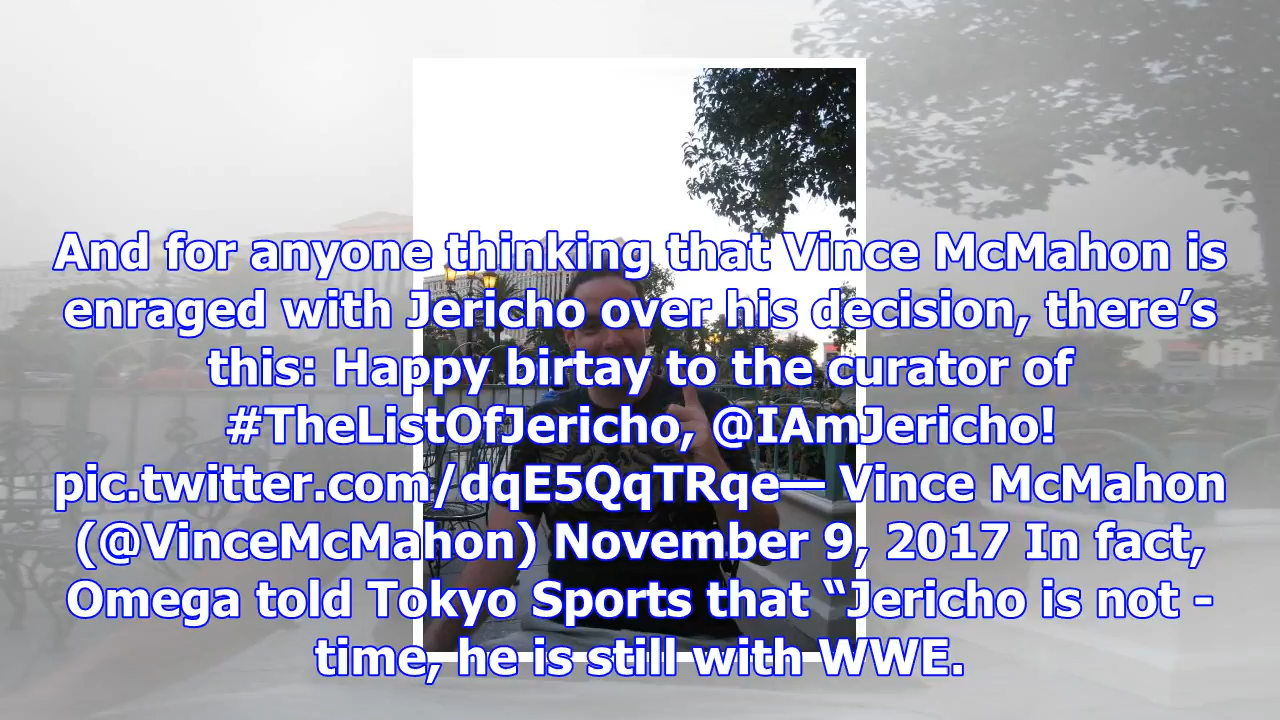 And for anyone thinking that Vince McMahon is
enraged with Jericho over his decision, there’s
this: Happy birtay to the curator of
#TheListOfJericho, @IAmJericho!
pic.twitter.com/dqE5QqTRqe— Vince McMahon
(@VinceMcMahon) November 9, 2017 In fact,
Omega told Tokyo Sports that “Jericho is not -
time, he is still with WWE.